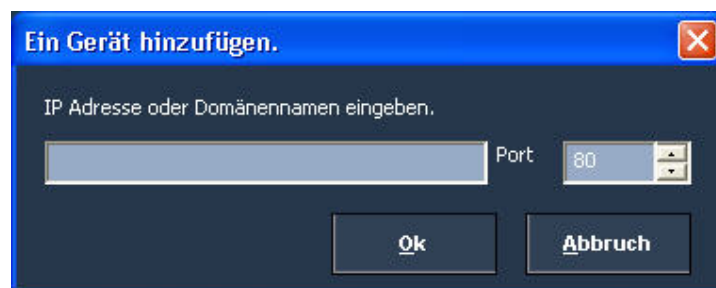 Ein Gerät hinzufügen.
IP Adresse oder Domänennamen eingeben.
Port 80
Ok Abbruch